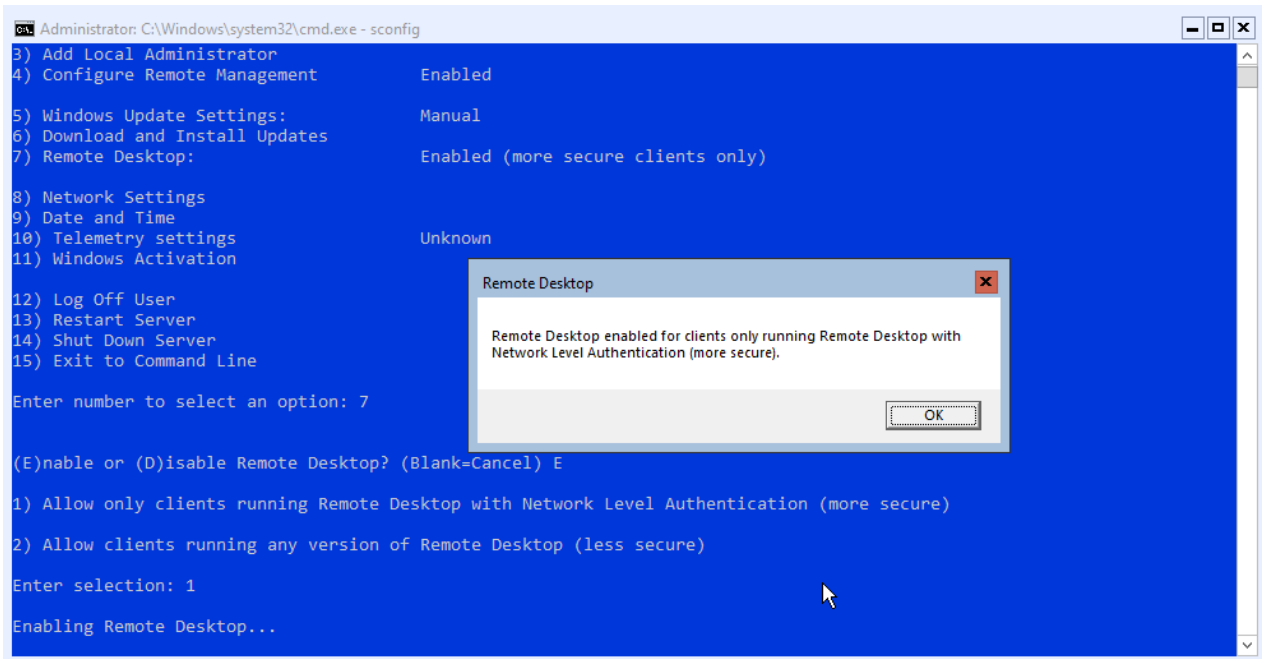 Administrator: C:\Windows\system32\cmd.exe - sconfig
3) Add Local Administrator
4) Configure Remote Management Enabled
5) Windows Update Settings: Manual
6) Download and Install Updates
7) Remote Desktop: Enabled (more secure clients only)
8) Network Settings
9) Date and Time
10) Telemetry settings Unknown
11) Windows Activation
12) Log Off User
13) Restart Server
14) Shut Down Server
15) Exit to Command Line
Enter number to select an option: 7
Remote Desktop
Remote Desktop enabled for clients only running Remote Desktop with
Network Level Authentication (more secure).
OK
(E)nable or (D)isable Remote Desktop? (Blank=Cancel) E
1) Allow only clients running Remote Desktop with Network Level Authentication (more secure)
2) Allow clients running any version of Remote Desktop (less secure)
Enter selection: 1
Enabling Remote Desktop...